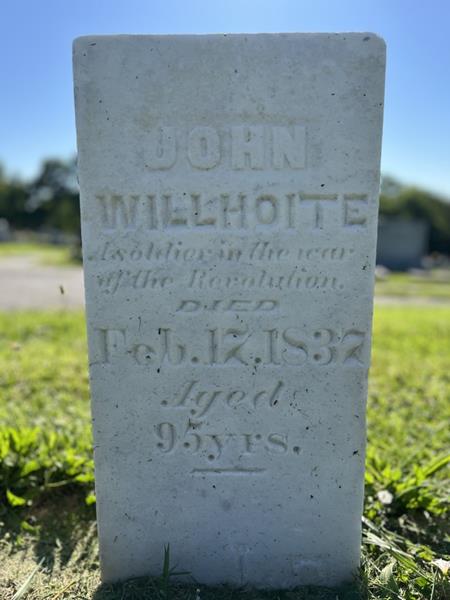 JOHN
WILLHOITE
A soldier in the war
of the Revolution.
DIED
Feb. 17. 1837
Aged
95 yrs.